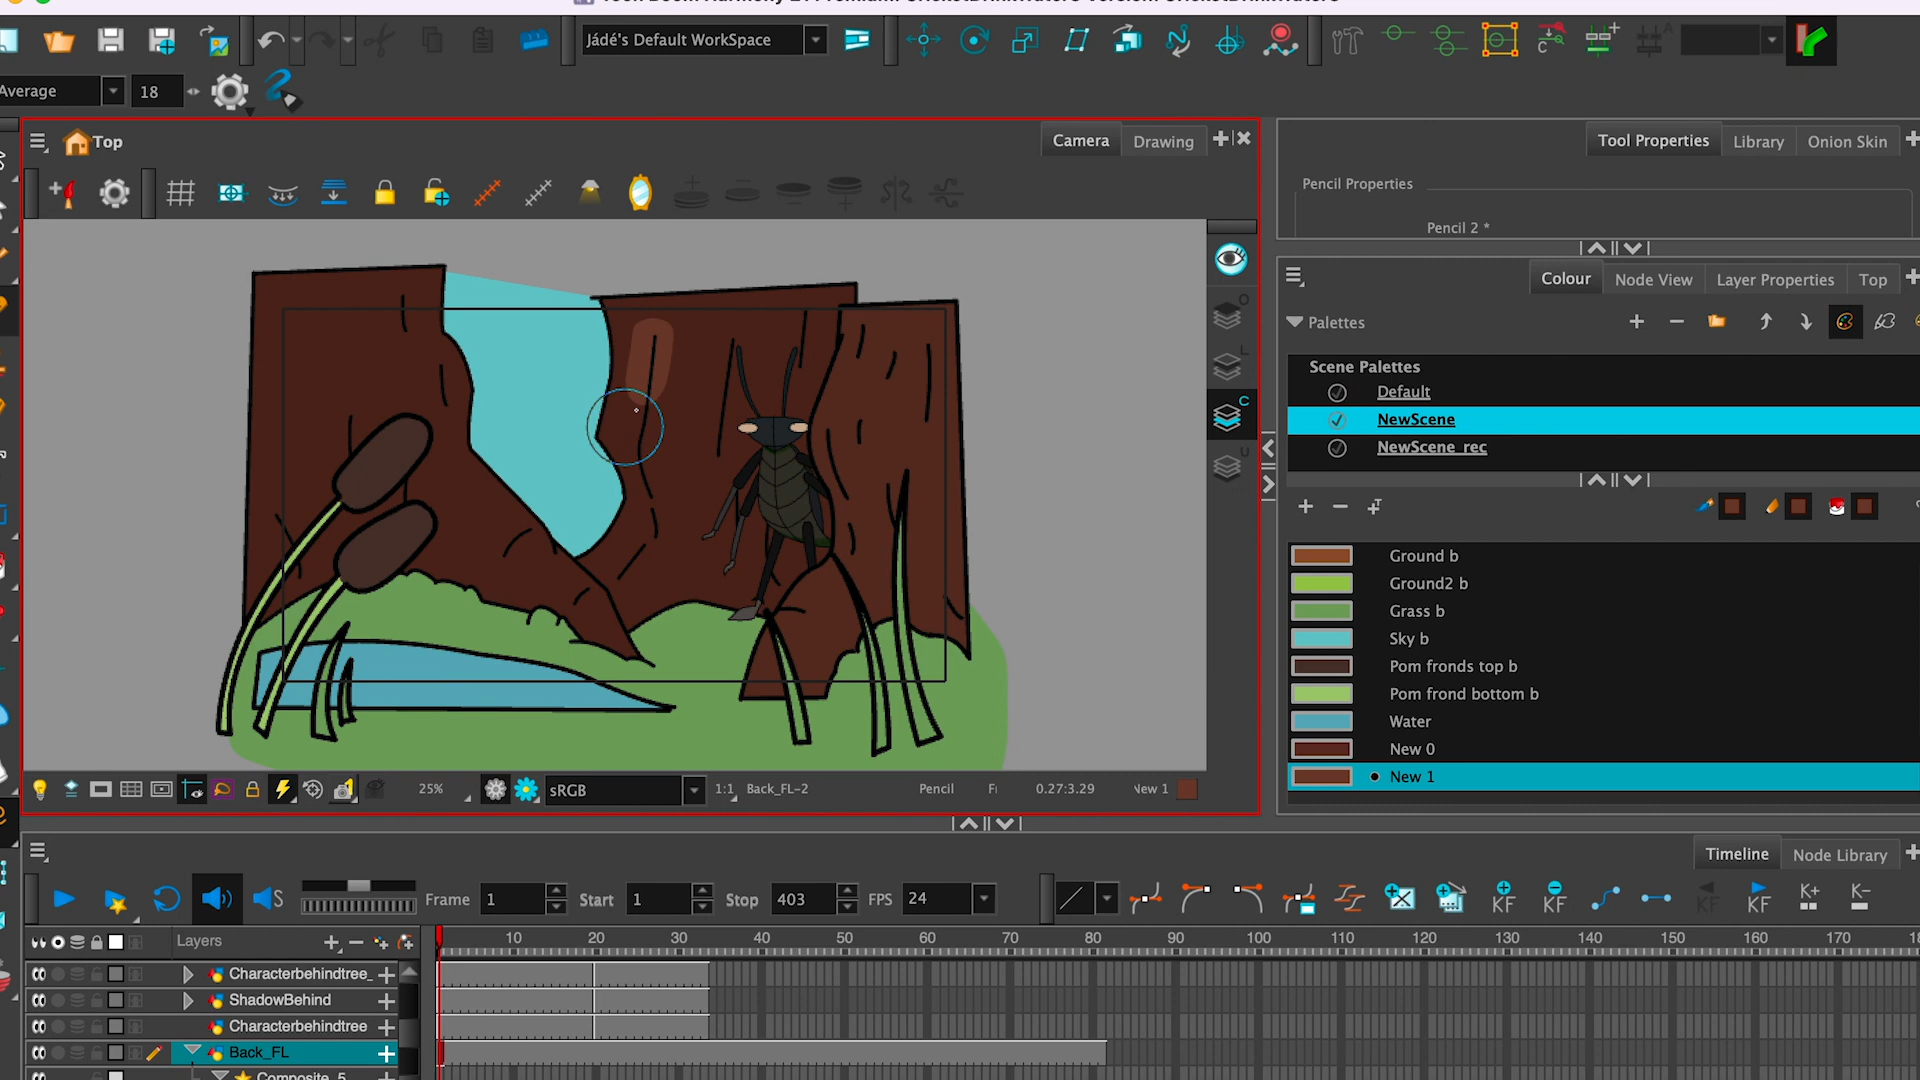 Jádé's Default WorkSpace
Average
18
Top
Camera
Drawing
Tool Properties
Library
Onion Skin
Pencil Properties
Pencil 2 *
Colour
Node View
Layer Properties
Top
Palettes
Scene Palettes
Default
NewScene
NewScene_rec
Ground b
Ground2 b
Grass b
Sky b
Pom fronds top b
Pom frond bottom b
Water
New 0
New 1
O
L
C
U
25%
sRGB
1:1
Back_FL-2
Pencil
0.27:3.29
New 1
Timeline
Node Library
Frame 1 Start 1 Stop 403 FPS 24
KF KF KF KF K+ K-
Layers
10 20 30 40 50 60 70 80 90 100 110 120 130 140 150 160 170
Characterbehindtree_
ShadowBehind
Characterbehindtree
Back_FL
Composite_5